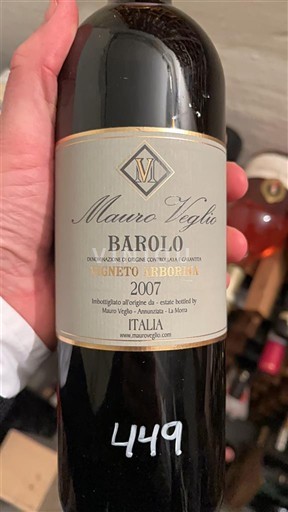 MV
Mauro Veglio
BAROLO
DENOMINAZIONE DI ORIGINE CONTROLLATA E GARANTITA
VIGNETO ARBORINA
2007
Imbottigliato all'origine da - estate bottled by
Mauro Veglio - Annunziata - La Morra
ITALIA
www.mauroveglio.com
449